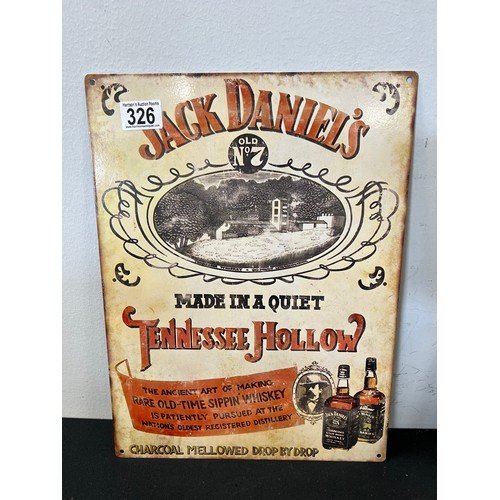 326
JACK DANIEL'S
OLD
No 7
MADE IN A QUIET
TENNESSEE HOLLOW
THE ANCIENT ART OF MAKING
RARE OLD-TIME SIPPIN' WHISKEY
IS PATIENTLY PURSUED AT THE
NATION'S OLDEST REGISTERED DISTILLERY
CHARCOAL MELLOWED DROP BY DROP